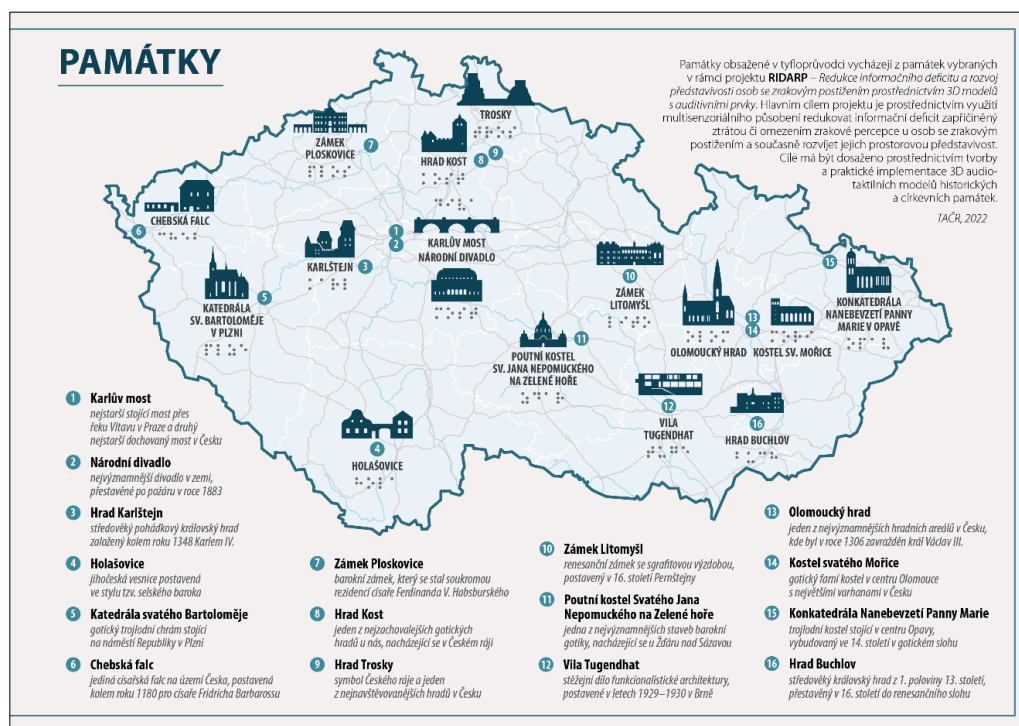 PAMÁTKY
Památky obsažené v tyfloprůvodci vycházejí z památek vybraných
v rámci projektu RIDARP – Redukce informačního deficitu a rozvoj
představivosti osob se zrakovým postižením prostřednictvím 3D modelů
s auditivními prvky. Hlavním cílem projektu je prostřednictvím využití
multisenzoriálního působení redukovat informační deficit zapříčiněný
ztrátou či omezením zrakové percepce u osob se zrakovým
postižením a současně rozvíjet jejich prostorovou představivost.
Cíle má být dosaženo prostřednictvím tvorby
a praktické implementace 3D audio-
taktilních modelů historických
a církevních památek.
TAČR, 2022
TROSKY
9
ZÁMEK
PLOSKOVICE
7
HRAD KOST
8
CHEBSKÁ FALC
6
KARLŠTEJN
3
1
2
KARLŮV MOST
NÁRODNÍ DIVADLO
KATEDRÁLA
SV. BARTOLOMĚJE
V PLZNI
5
10
ZÁMEK
LITOMYŠL
15
KONKATEDRÁLA
NANEBEVZETÍ PANNY
MARIE V OPAVĚ
13
14
OLOMOUCKÝ HRAD
KOSTEL SV. MOŘICE
11
POUTNÍ KOSTEL
SV. JANA NEPOMUCKÉHO
NA ZELENÉ HOŘE
12
VILA
TUGENDHAT
16
HRAD BUCHLOV
4
HOLAŠOVICE
1 Karlův most
nejstarší stojící most přes
řeku Vltavu v Praze a druhý
nejstarší dochovaný most v Česku
2 Národní divadlo
nejvýznamnější divadlo v zemi,
přestavěné po požáru v roce 1883
3 Hrad Karlštejn
středověký pohádkový královský hrad
založený kolem roku 1348 Karlem IV.
4 Holašovice
jihočeská vesnice postavená
ve stylu tzv. selského baroka
5 Katedrála svatého Bartoloměje
gotický trojlodní chrám stojící
na náměstí Republiky v Plzni
6 Chebská falc
jediná císařská falc na území Česka, postavená
kolem roku 1180 pro císaře Fridricha Barbarossu
7 Zámek Ploskovice
barokní zámek, který se stal soukromou
rezidencí císaře Ferdinanda V. Habsburského
8 Hrad Kost
jeden z nejzachovalejších gotických
hradů u nás, nacházející se v Českém ráji
9 Hrad Trosky
symbol Českého ráje a jeden
z nejnavštěvovanějších hradů v Česku
10 Zámek Litomyšl
renesanční zámek se sgrafitovou výzdobou,
postavený v 16. století Pernštejny
11 Poutní kostel Svatého Jana
Nepomuckého na Zelené hoře
jedna z nejvýznamnějších staveb barokní
gotiky, nacházející se u Žďáru nad Sázavou
12 Vila Tugendhat
stěžejní dílo funkcionalistické architektury,
postavené v letech 1929–1930 v Brně
13 Olomoucký hrad
jeden z nejvýznamnějších hradních areálů v Česku,
kde byl v roce 1306 zavražděn král Václav III.
14 Kostel svatého Mořice
gotický farní kostel v centru Olomouce
s největšími varhanami v Česku
15 Konkatedrála Nanebevzetí Panny Marie
trojlodní kostel stojící v centru Opavy,
vybudovaný ve 14. století v gotickém slohu
16 Hrad Buchlov
středověký královský hrad z 1. poloviny 13. století,
přestavěný v 16. století do renesančního slohu